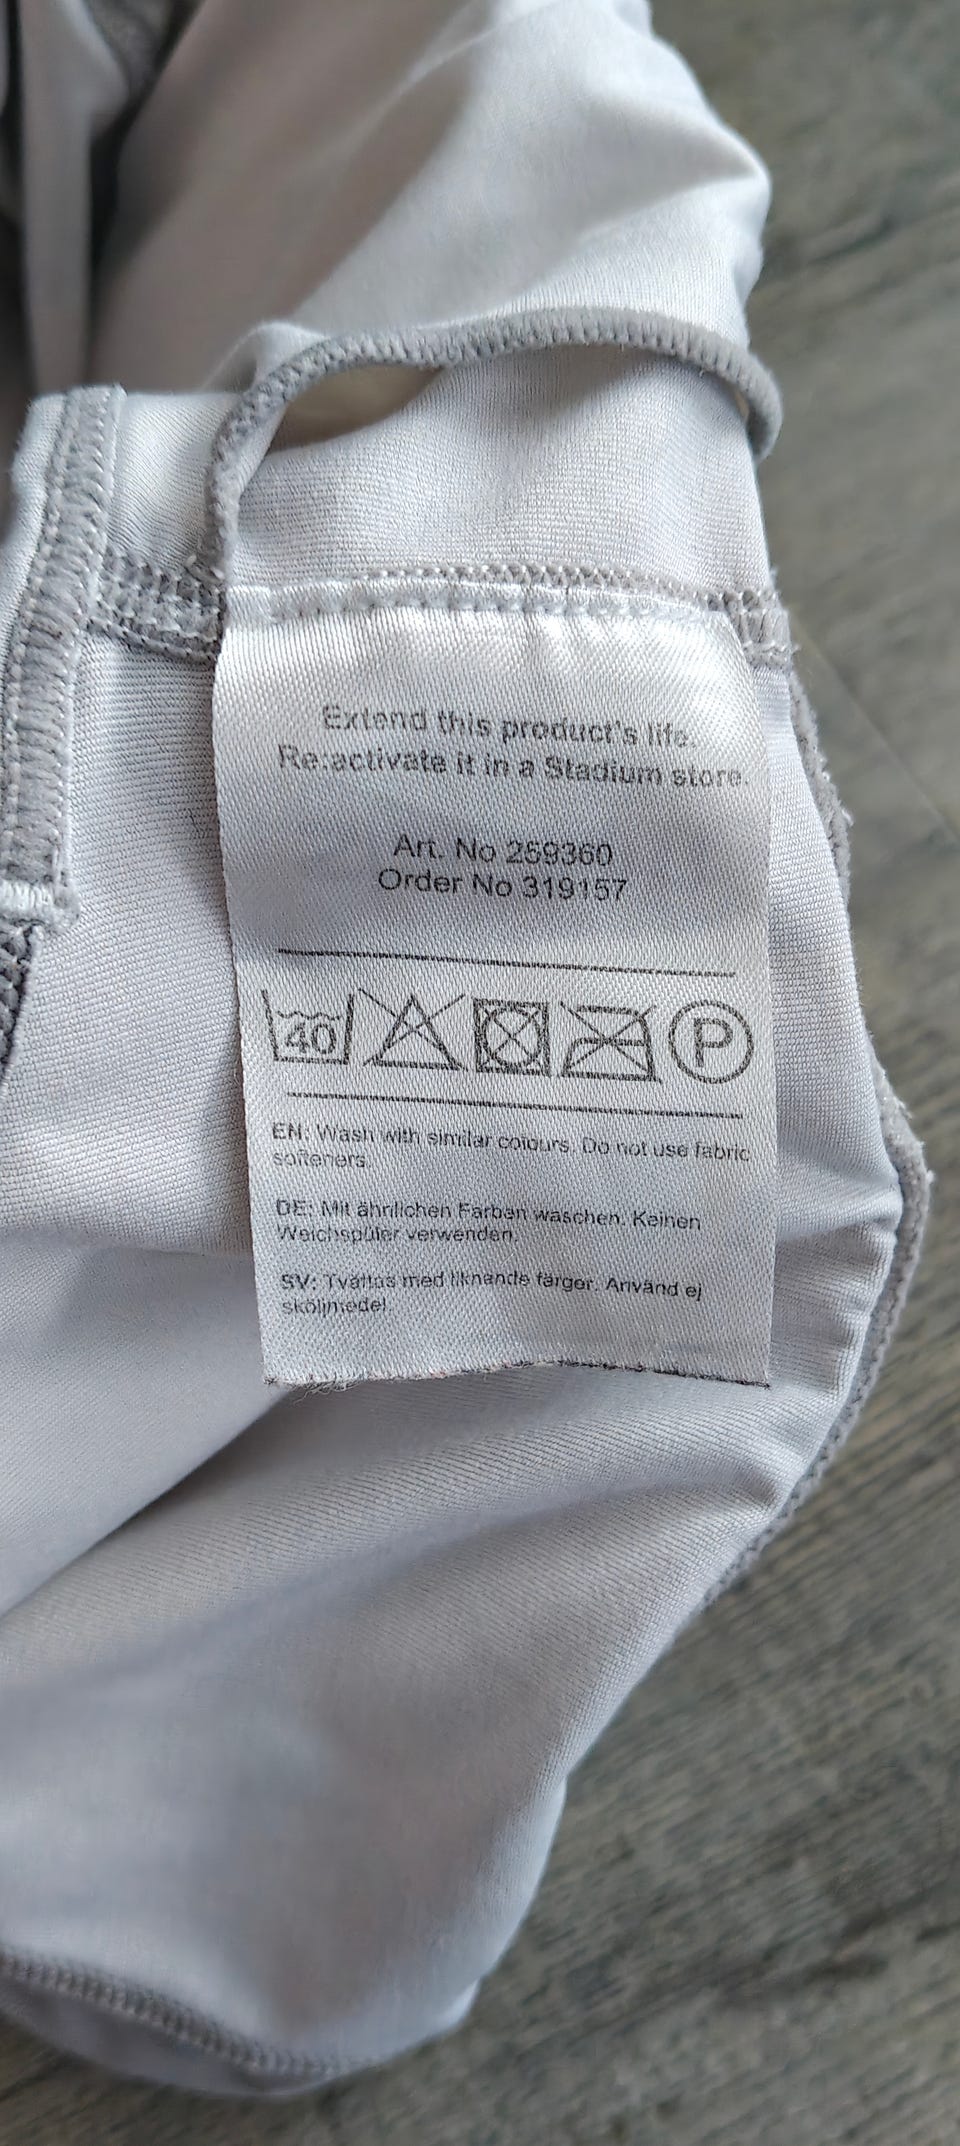 Extend this product's life.
Re:activate it in a Stadium store.
Art. No 259360
Order No 319157
40 P
EN: Wash with similar colours. Do not use fabric
softeners.
DE: Mit ähnlichen Farben waschen. Keinen
Weichspüler verwenden.
SV: Tvättas med liknande färger. Använd ej
sköljmedel.